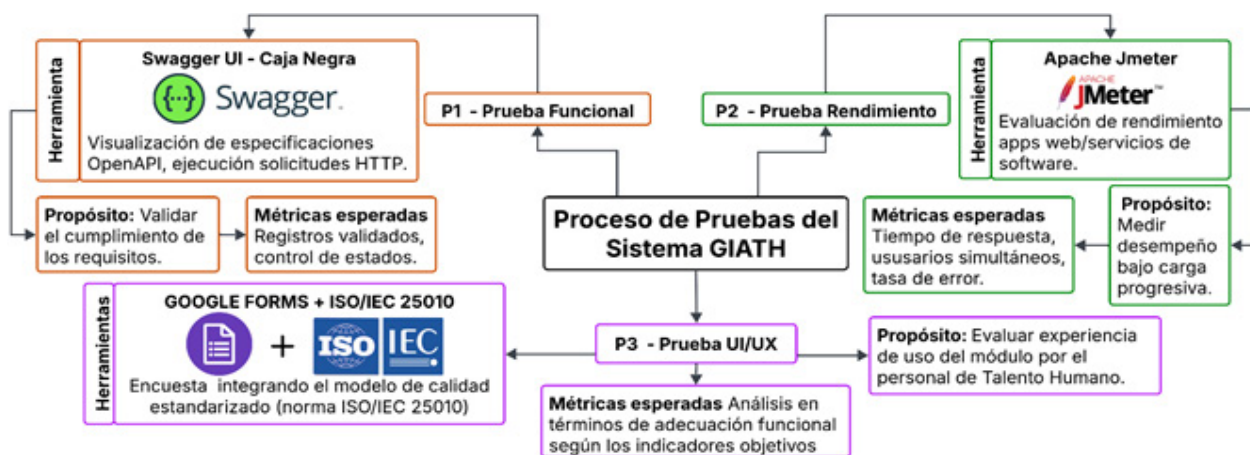 Herramienta
Swagger UI - Caja Negra
{···} Swagger™
Visualización de especificaciones
OpenAPI, ejecución solicitudes HTTP.
P1 - Prueba Funcional
P2 - Prueba Rendimiento
Herramienta
Apache Jmeter
APACHE
JMeter™
Evaluación de rendimiento
apps web/servicios de
software.
Propósito: Validar
el cumplimiento de
los requisitos.
Métricas esperadas
Registros validados,
control de estados.
Proceso de Pruebas del
Sistema GIATH
Métricas esperadas
Tiempo de respuesta,
ususarios simultáneos,
tasa de error.
Propósito:
Medir
desempeño
bajo carga
progresiva.
Herramientas
GOOGLE FORMS + ISO/IEC 25010
+ ISO IEC
Encuesta integrando el modelo de calidad
estandarizado (norma ISO/IEC 25010)
P3 - Prueba UI/UX
Propósito: Evaluar experiencia
de uso del módulo por el
personal de Talento Humano.
Métricas esperadas Análisis en
términos de adecuación funcional
según los indicadores objetivos